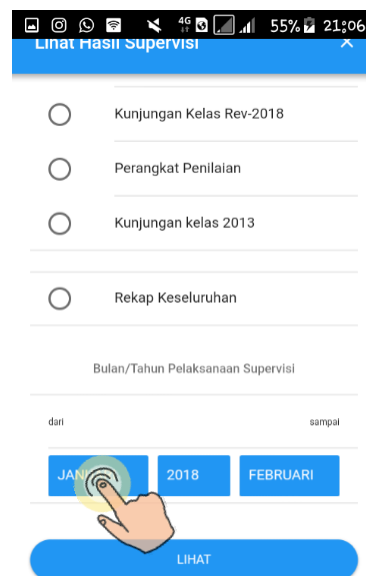 4G 55% 21:06
Lihat Hasil Supervisi
Kunjungan Kelas Rev-2018
Perangkat Penilaian
Kunjungan kelas 2013
Rekap Keseluruhan
Bulan/Tahun Pelaksanaan Supervisi
dari sampai
2018 FEBRUARI
LIHAT